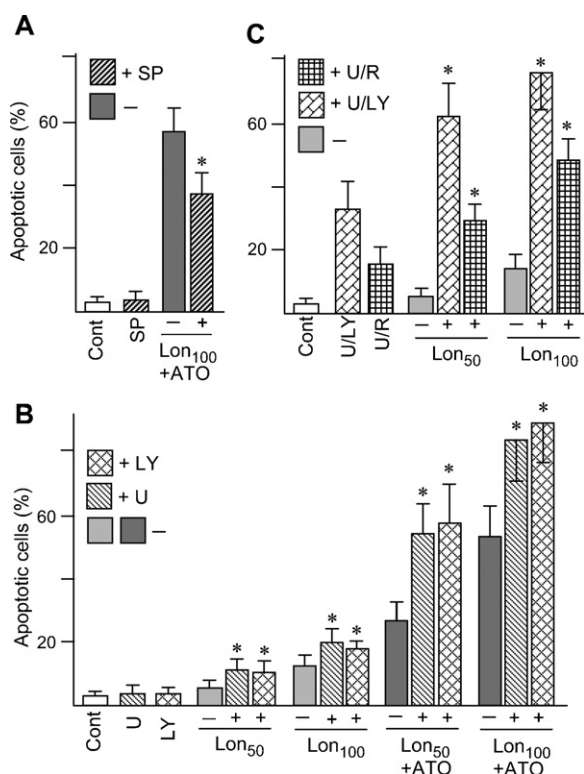 A
+ SP
–
Apoptotic cells (%)
60
20
Cont
SP
– +
Lon100
+ATO
*
C
+ U/R
+ U/LY
–
60
20
Cont
U/LY
U/R
– + + – + +
Lon50 Lon100
* * * *
B
+ LY
+ U
–
Apoptotic cells (%)
60
20
Cont
U
LY
– + + – + + – + + – + +
Lon50 Lon100 Lon50 Lon100
+ATO +ATO
* * * * * * * *